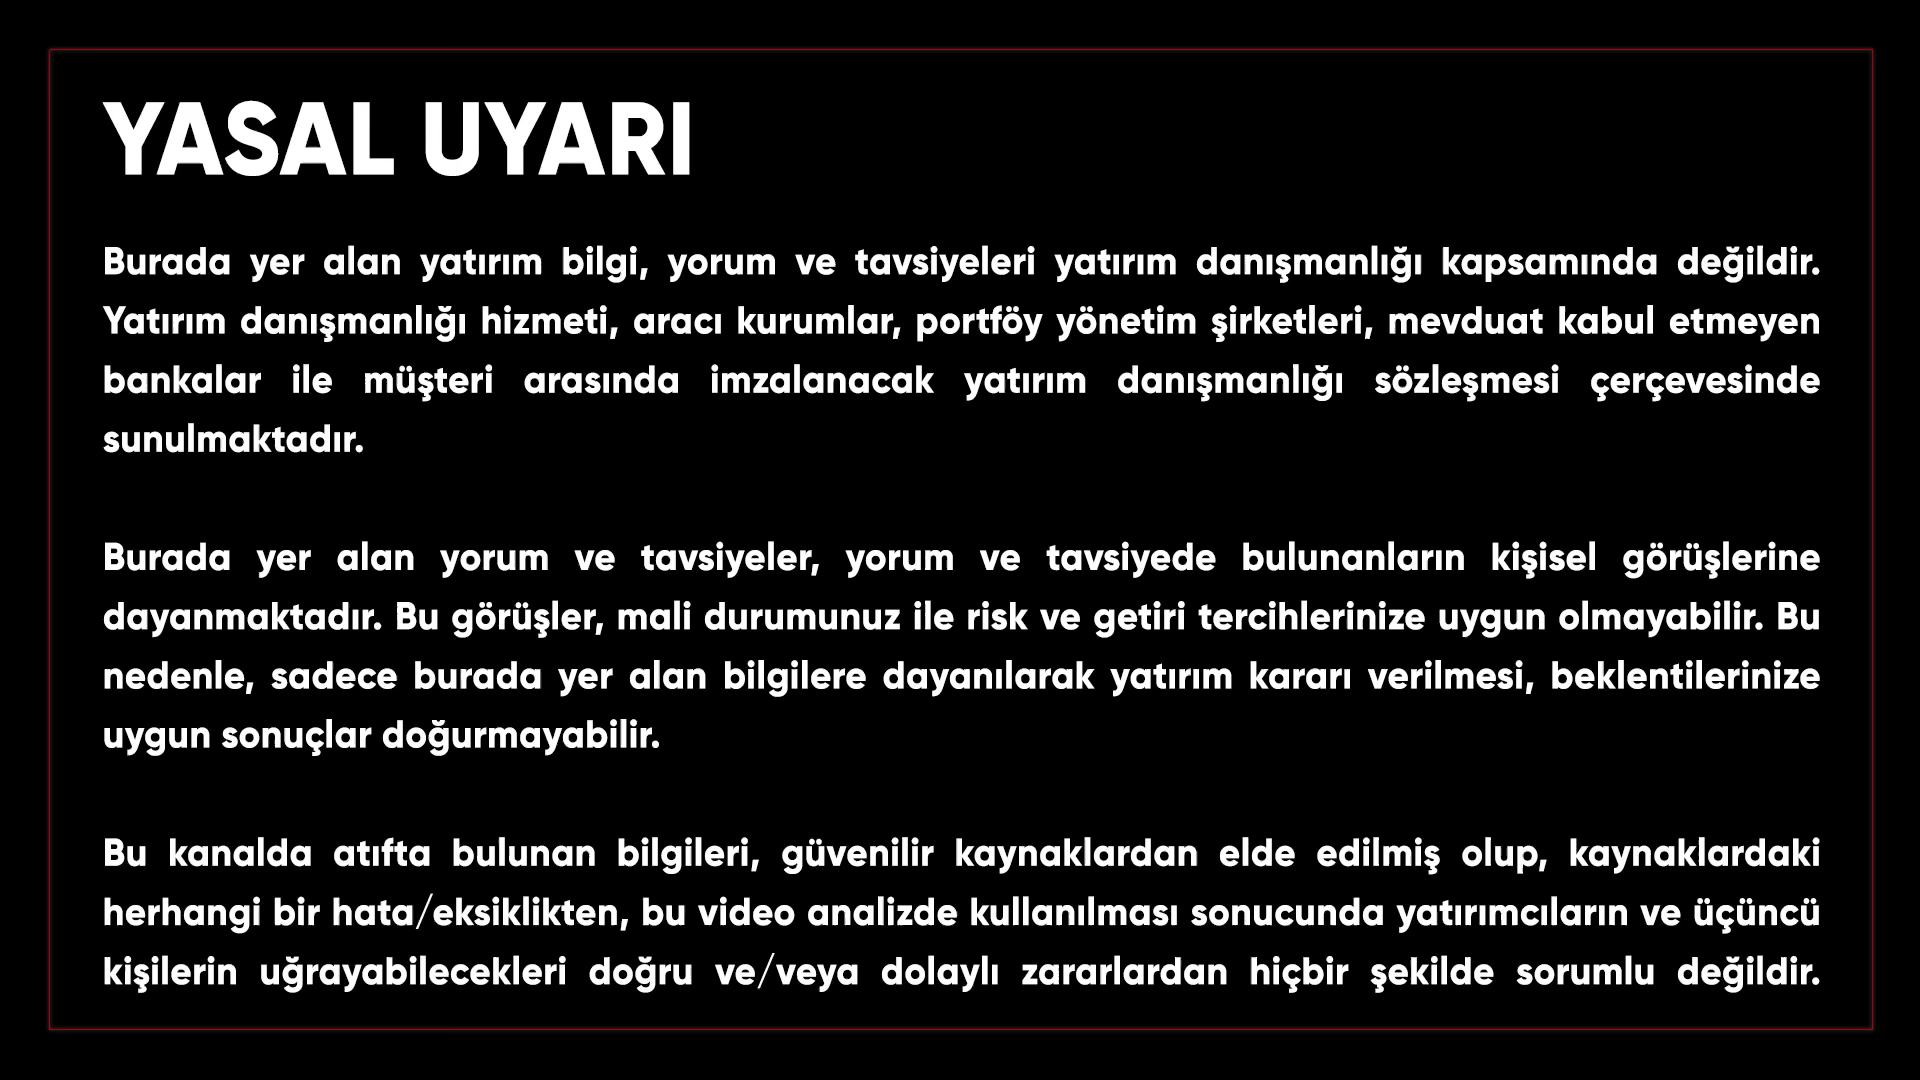 YASAL UYARI
Burada yer alan yatırım bilgi, yorum ve tavsiyeleri yatırım danışmanlığı kapsamında değildir.
Yatırım danışmanlığı hizmeti, aracı kurumlar, portföy yönetim şirketleri, mevduat kabul etmeyen
bankalar ile müşteri arasında imzalanacak yatırım danışmanlığı sözleşmesi çerçevesinde
sunulmaktadır.
Burada yer alan yorum ve tavsiyeler, yorum ve tavsiyede bulunanların kişisel görüşlerine
dayanmaktadır. Bu görüşler, mali durumunuz ile risk ve getiri tercihlerinize uygun olmayabilir. Bu
nedenle, sadece burada yer alan bilgilere dayanılarak yatırım kararı verilmesi, beklentilerinize
uygun sonuçlar doğurmayabilir.
Bu kanalda atıfta bulunan bilgileri, güvenilir kaynaklardan elde edilmiş olup, kaynaklardaki
herhangi bir hata/eksiklikten, bu video analizde kullanılması sonucunda yatırımcıların ve üçüncü
kişilerin uğrayabilecekleri doğru ve/veya dolaylı zararlardan hiçbir şekilde sorumlu değildir.